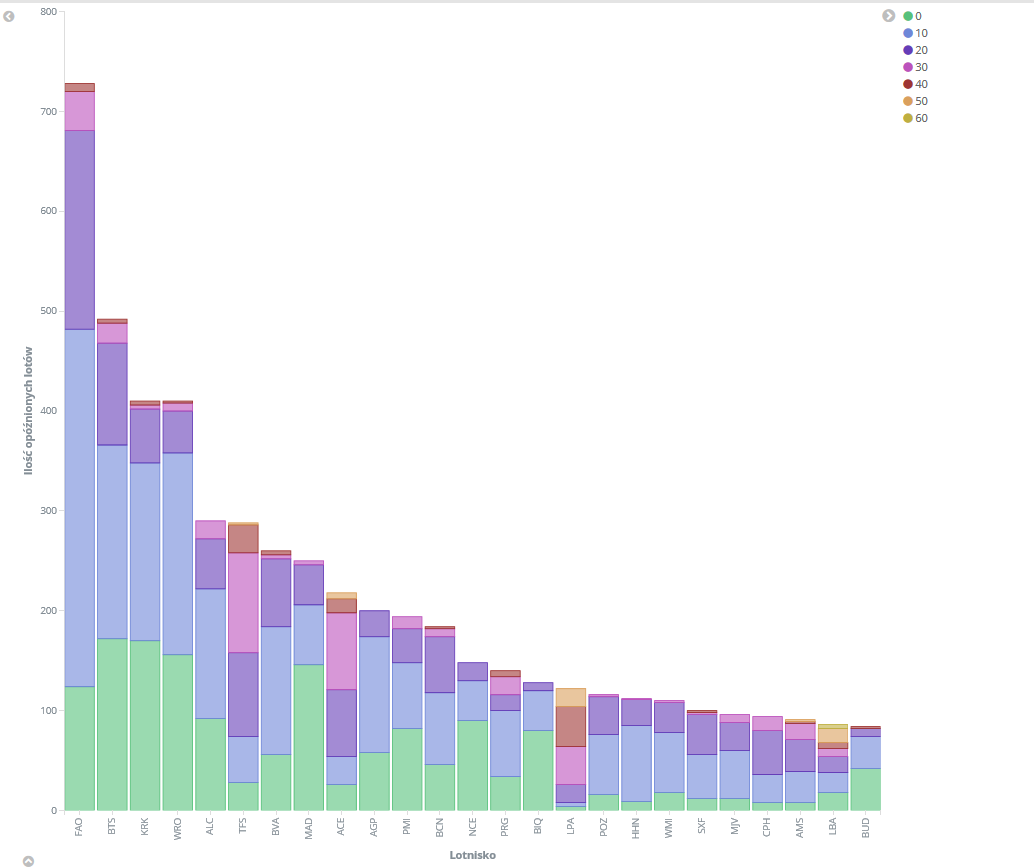 800
700
600
500
400
300
200
100
0
Ilość opóźnionych lotów
FAO
BTS
KRK
WRO
ALC
TFS
BVA
MAD
ACE
AGP
PMI
BCN
NCE
PRG
BIQ
LPA
POZ
HHN
WMI
SXF
MJV
CPH
AMS
LBA
BUD
Lotnisko
0
10
20
30
40
50
60